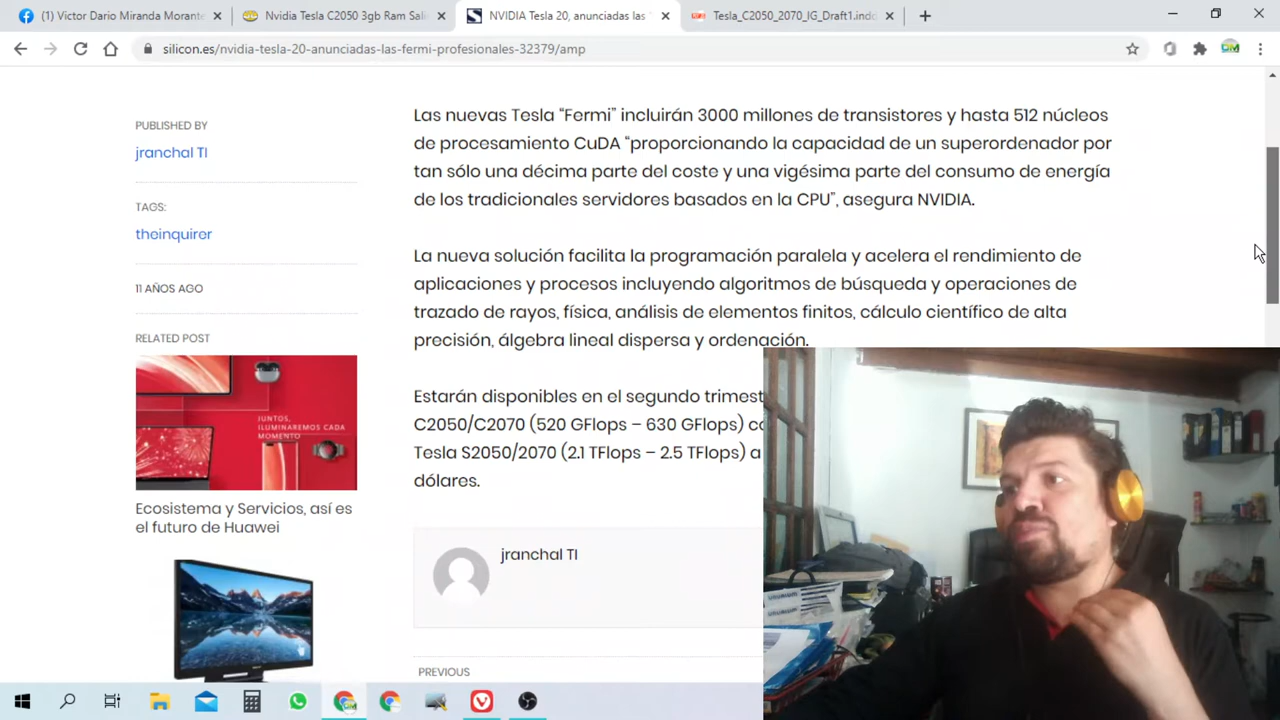 (1) Victor Dario Miranda Morante
Nvidia Tesla C2050 3gb Ram Sali
NVIDIA Tesla 20, anunciadas las
Tesla_C2050_2070_IG_Draft1.indd
silicon.es/nvidia-tesla-20-anunciadas-las-fermi-profesionales-32379/amp
PUBLISHED BY
jranchal TI
TAGS:
theinquirer
11 AÑOS AGO
RELATED POST
JUNTOS,
ILUMINAREMOS CADA
MOMENTO
Ecosistema y Servicios, así es
el futuro de Huawei
Las nuevas Tesla “Fermi” incluirán 3000 millones de transistores y hasta 512 núcleos
de procesamiento CuDA “proporcionando la capacidad de un superordenador por
tan sólo una décima parte del coste y una vigésima parte del consumo de energía
de los tradicionales servidores basados en la CPU”, asegura NVIDIA.
La nueva solución facilita la programación paralela y acelera el rendimiento de
aplicaciones y procesos incluyendo algoritmos de búsqueda y operaciones de
trazado de rayos, física, análisis de elementos finitos, cálculo científico de alta
precisión, álgebra lineal dispersa y ordenación.
Estarán disponibles en el segundo trimest
C2050/C2070 (520 GFlops – 630 GFlops) co
Tesla S2050/2070 (2.1 TFlops – 2.5 TFlops) a
dólares.
jranchal TI
PREVIOUS